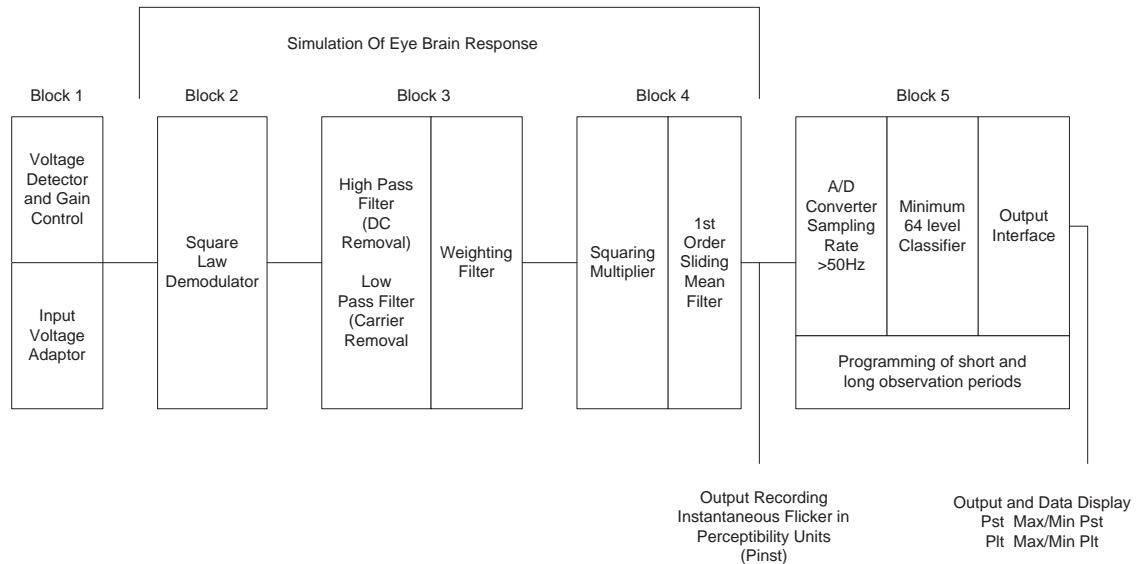 Simulation Of Eye Brain Response
Block 1
Block 2
Block 3
Block 4
Block 5
Voltage
Detector
and Gain
Control
Input
Voltage
Adaptor
Square
Law
Demodulator
High Pass
Filter
(DC
Removal)
Low
Pass Filter
(Carrier
Removal
Weighting
Filter
Squaring
Multiplier
1st
Order
Sliding
Mean
Filter
A/D
Converter
Sampling
Rate
>50Hz
Minimum
64 level
Classifier
Output
Interface
Programming of short and
long observation periods
Output Recording
Instantaneous Flicker in
Perceptibility Units
(Pinst)
Output and Data Display
Pst Max/Min Pst
Plt Max/Min Plt